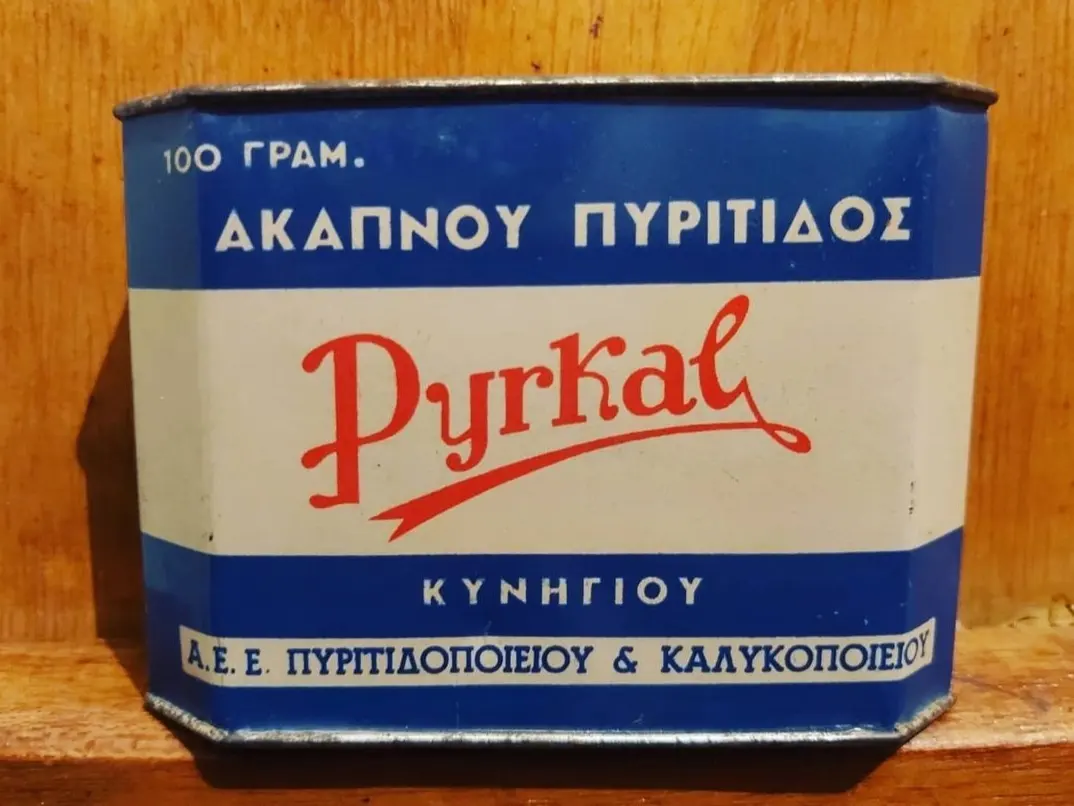 100 ΓΡΑΜ.
ΑΚΑΠΝΟΥ ΠΥΡΙΤΙΔΟΣ
Pyrkal
ΚΥΝΗΓΙΟΥ
Α.Ε.Ε. ΠΥΡΙΤΙΔΟΠΟΙΕΙΟΥ & ΚΑΛΥΚΟΠΟΙΕΙΟΥ